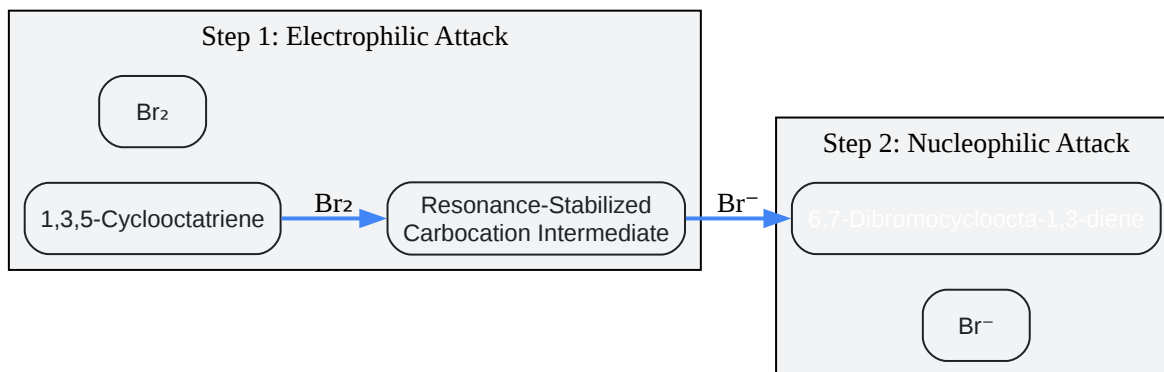 Step 1: Electrophilic Attack
Br₂
1,3,5-Cyclooctatriene
Br₂
Resonance-Stabilized
Carbocation Intermediate
Br⁻
Step 2: Nucleophilic Attack
6,7-Dibromocycloocta-1,3-diene
Br⁻